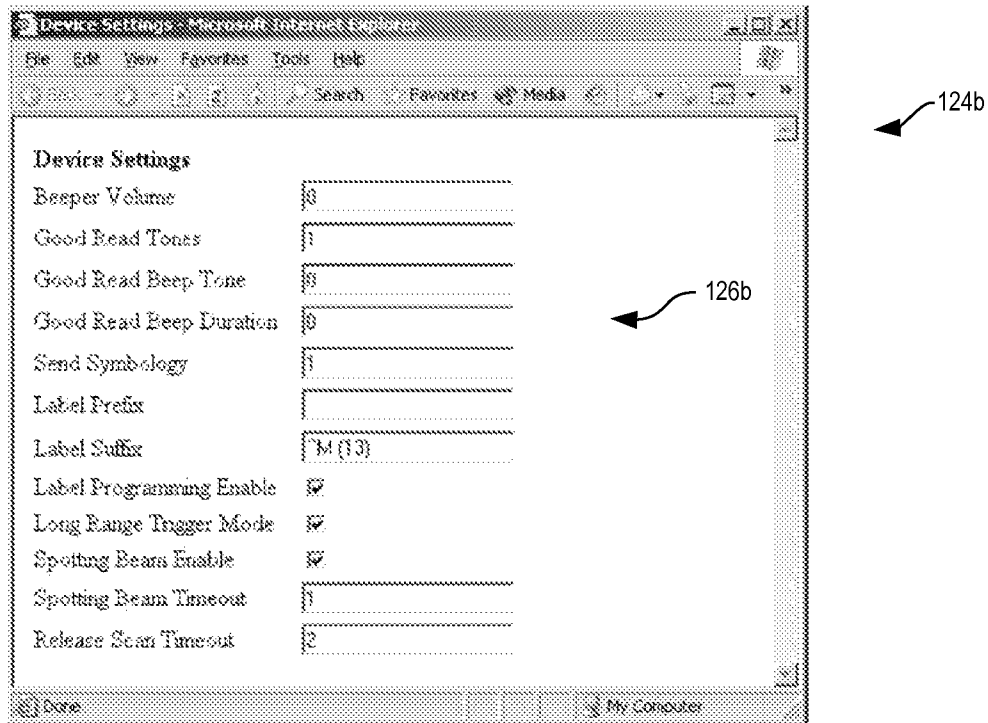 Device Settings - Microsoft Internet Explorer
File Edit View Favorites Tools Help
Back Search Favorites Media »
124b
Device Settings
Beeper Volume 0
Good Read Tones 1
Good Read Beep Tone 0
Good Read Beep Duration 0
126b
Send Symbology 1
Label Prefix
Label Suffix ^M (13)
Label Programming Enable
Long Range Trigger Mode
Spotting Beam Enable
Spotting Beam Timeout 1
Release Scan Timeout 2
Done My Computer